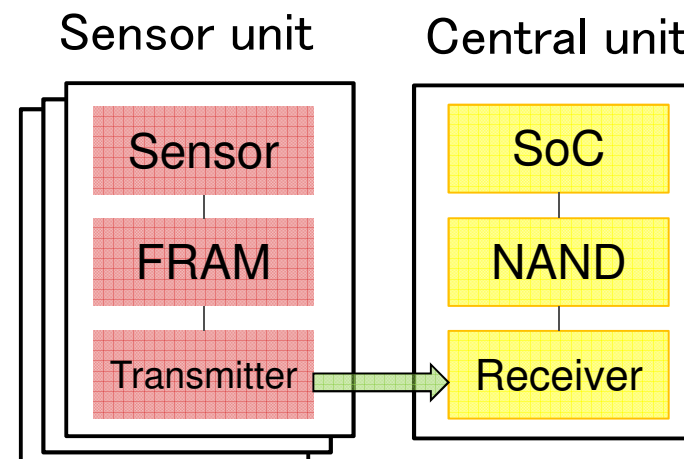 Sensor unit
Sensor
FRAM
Transmitter
Central unit
SoC
NAND
Receiver